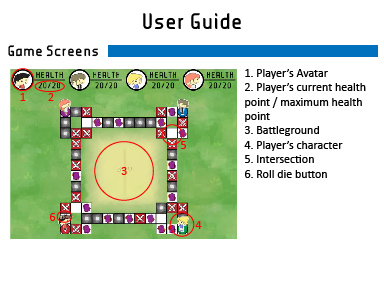 User Guide
Game Screens
HEALTH HEALTH HEALTH HEALTH
20/20 20/20 20/20 20/20
1 2
5
3
6
4
1. Player's Avatar
2. Player's current health
point / maximum health
point
3. Battleground
4. Player's character
5. Intersection
6. Roll die button